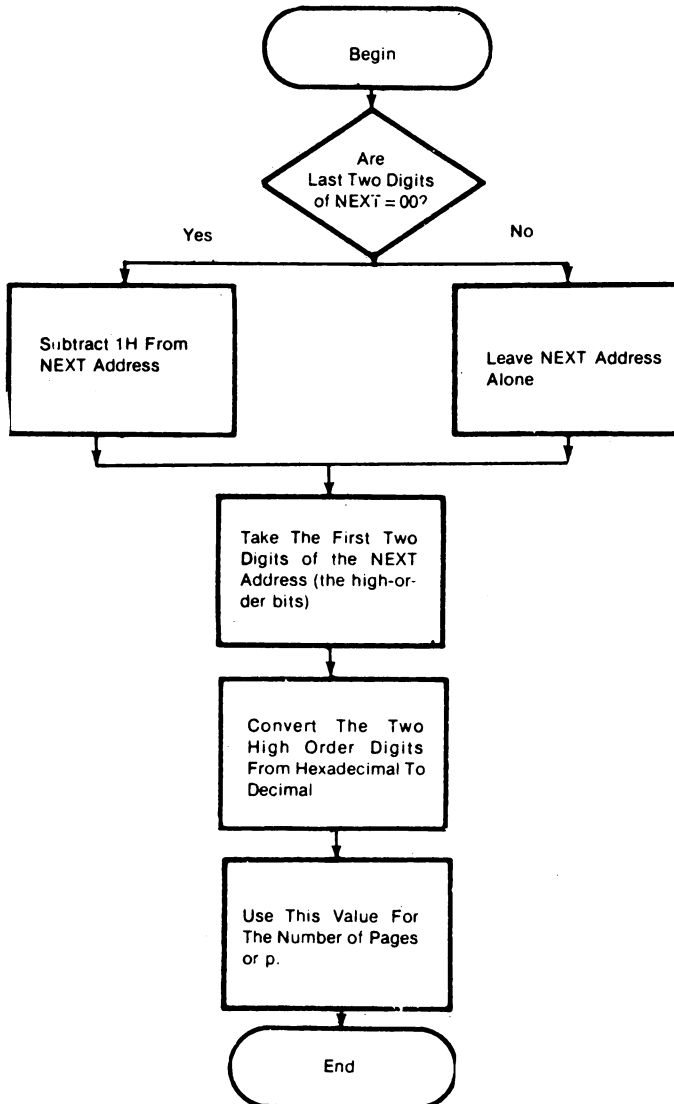 Begin
Are
Last Two Digits
of NEXT = 00?
Yes
No
Subtract 1H From
NEXT Address
Leave NEXT Address
Alone
Take The First Two
Digits of the NEXT
Address (the high-or-
der bits)
Convert The Two
High Order Digits
From Hexadecimal To
Decimal
Use This Value For
The Number of Pages
or p.
End